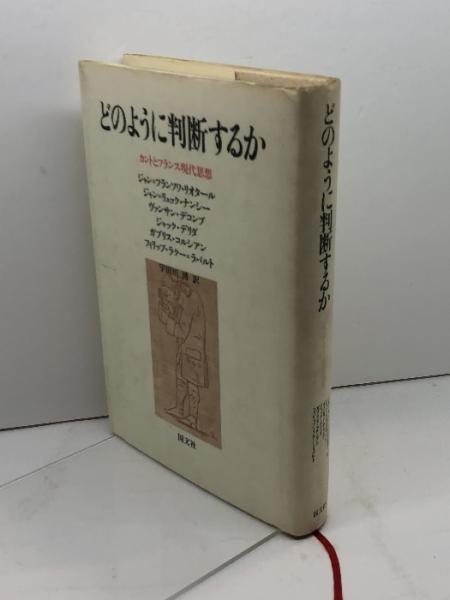 どのように判断するか
カントとフランス現代思想
ジャン=フランソワ・リオタール
ジャン=リュック・ナンシー
ヴァンサン・デコンブ
ジャック・デリダ
ガブリス・コルシアン
フィリップ・ラクー=ラバルト
宇田川 博 訳
国文社
どのように判断するか
国文社